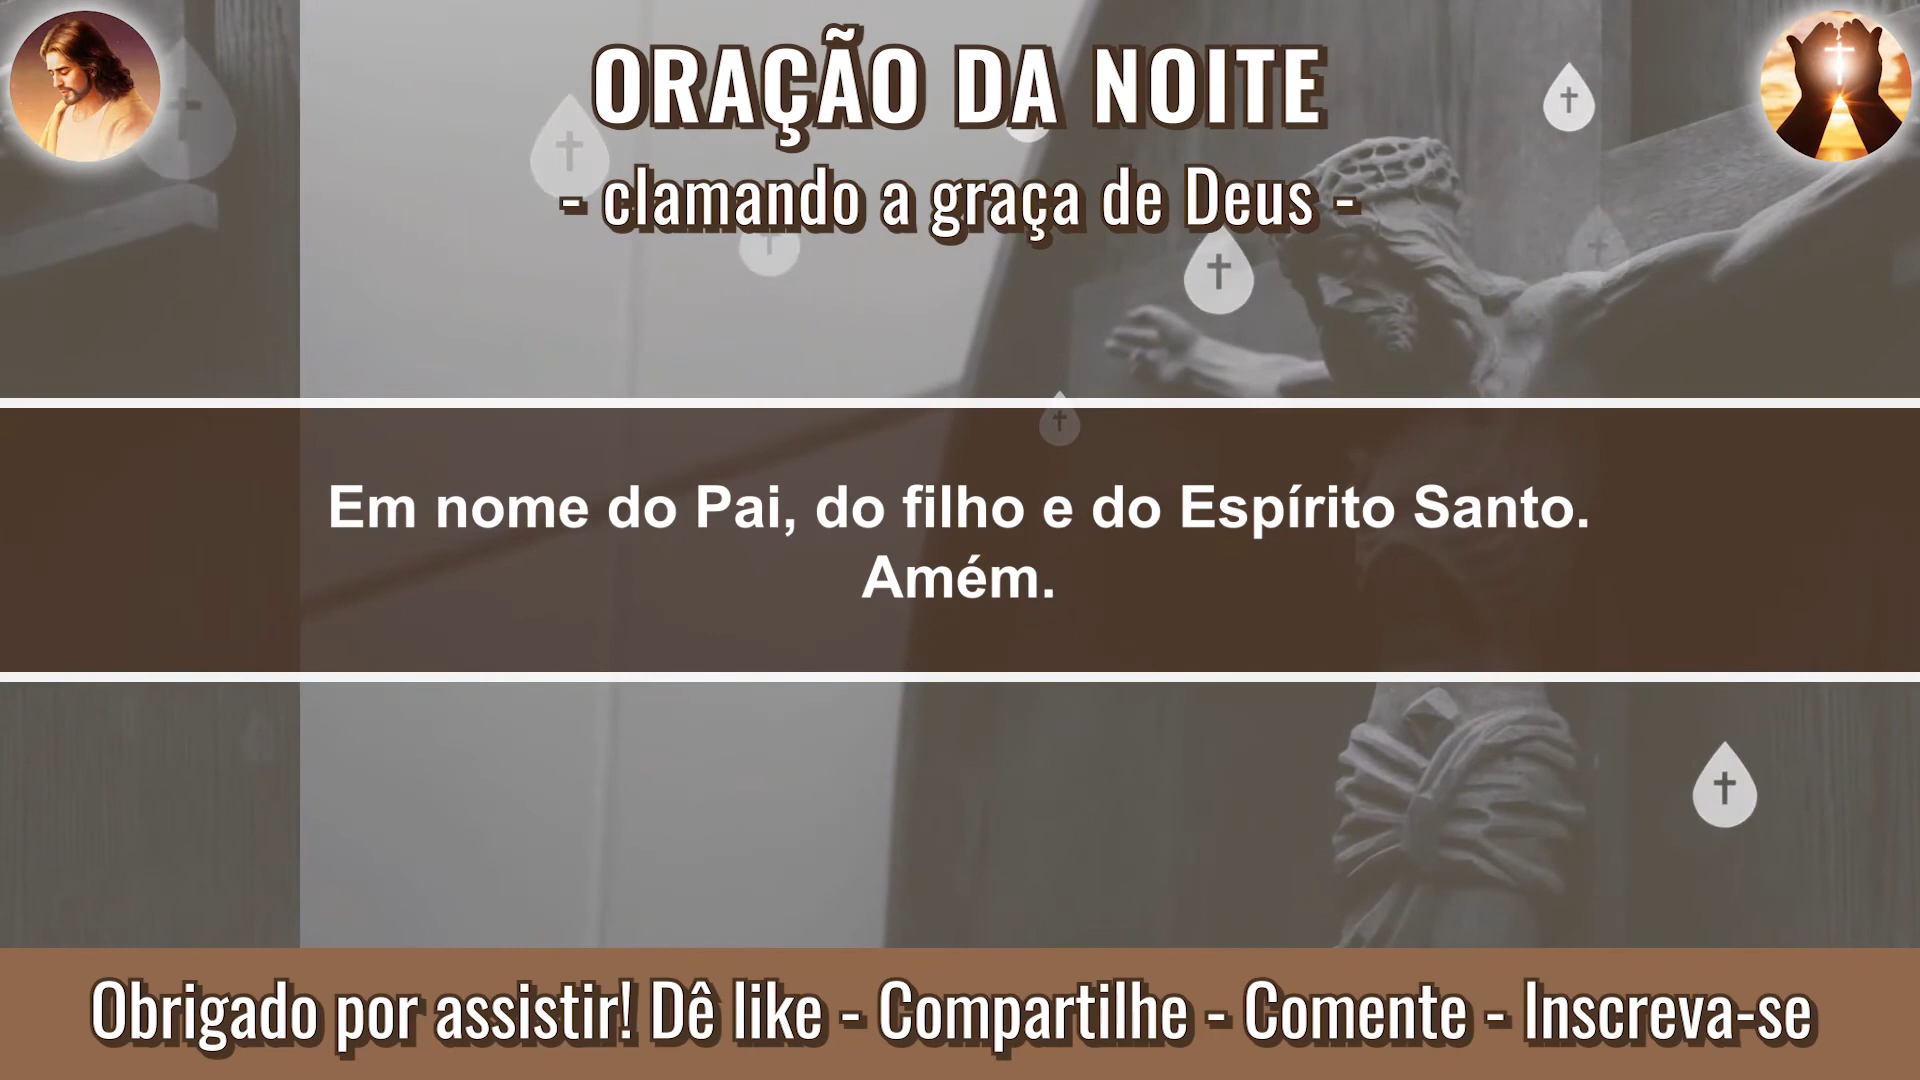 ORAÇÃO DA NOITE
- clamando a graça de Deus -
Em nome do Pai, do filho e do Espírito Santo.
Amém.
Obrigado por assistir! Dê like - Compartilhe - Comente - Inscreva-se